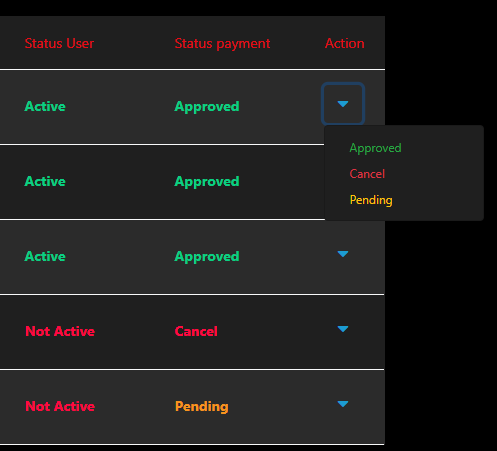 Status User Status payment Action
Active Approved
Approved
Cancel
Pending
Active Approved
Active Approved
Not Active Cancel
Not Active Pending